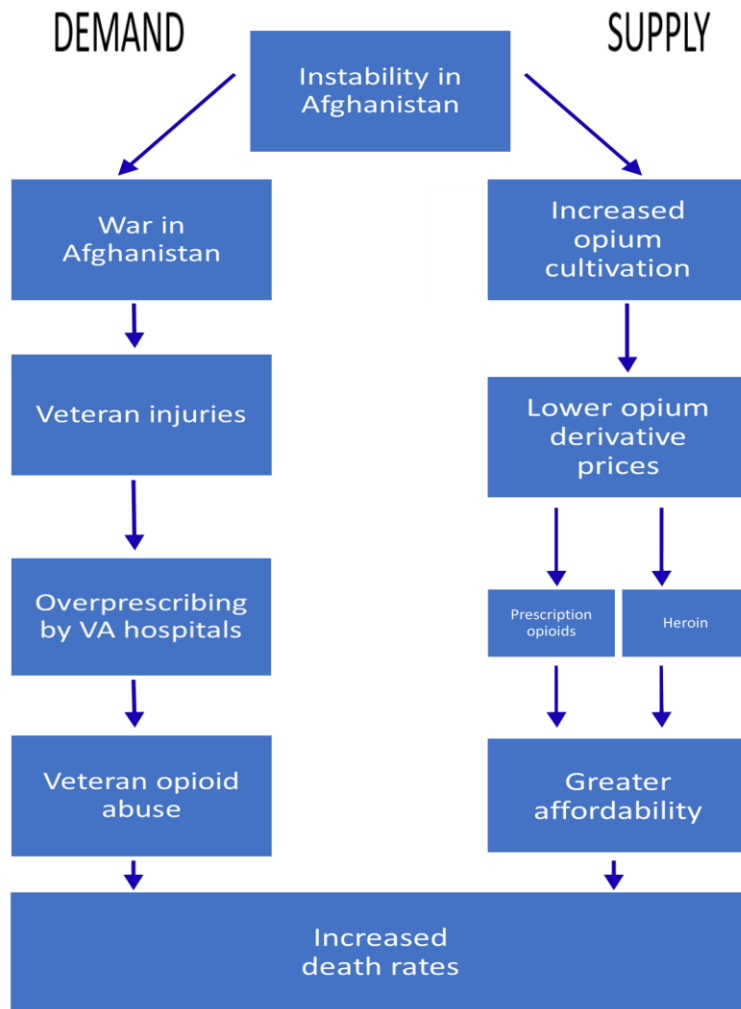 DEMAND
SUPPLY
Instability in
Afghanistan
War in
Afghanistan
Increased
opium
cultivation
Veteran injuries
Lower opium
derivative
prices
Overprescribing
by VA hospitals
Prescription
opioids
Heroin
Veteran opioid
abuse
Greater
affordability
Increased
death rates